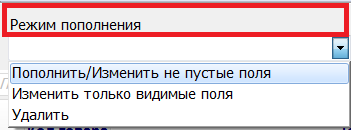 Режим пополнения
Пополнить/Изменить не пустые поля
Изменить только видимые поля
Удалить